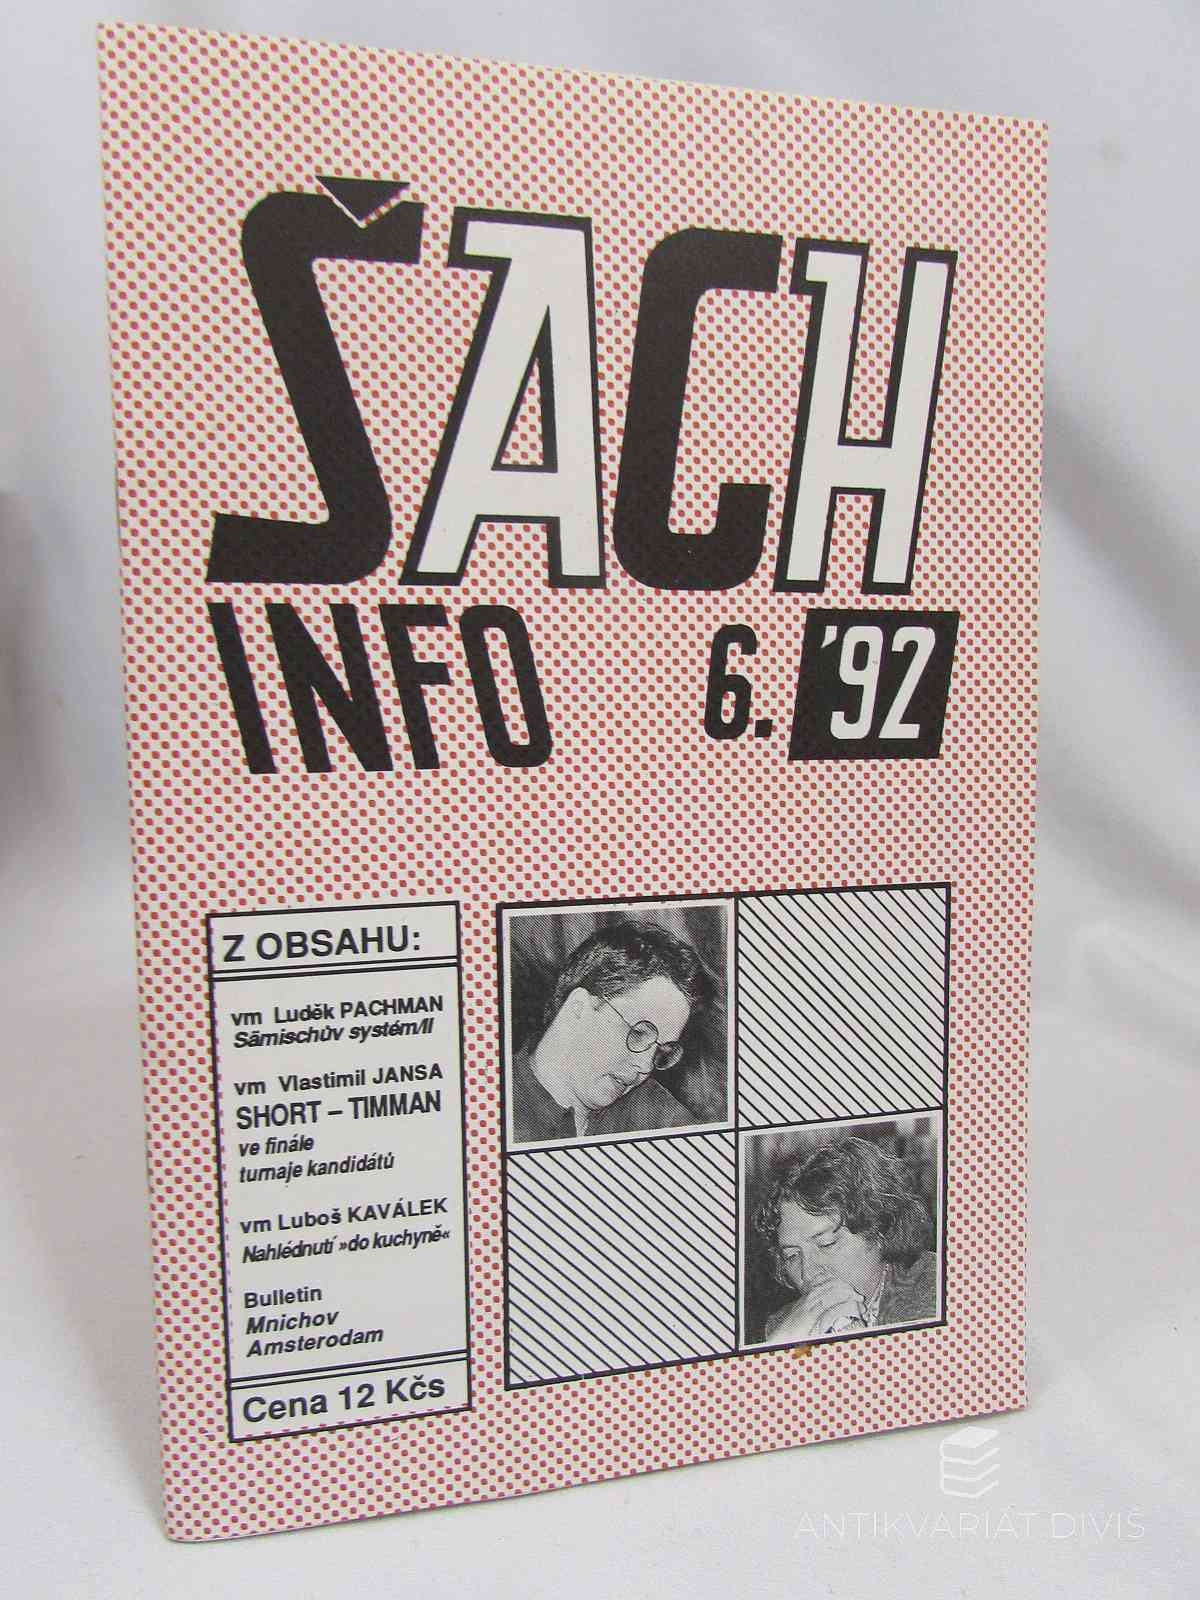 ŠACH
INFO 6. '92
Z OBSAHU:
vm Luděk PACHMAN
Sämischův systém/II
vm Vlastimil JANSA
SHORT – TIMMAN
ve finále
turnaje kandidátů
vm Luboš KAVÁLEK
Nahlédnutí »do kuchyně«
Bulletin
Mnichov
Amsterodam
Cena 12 Kčs
ANTIKVARIÁT DIVIŠ